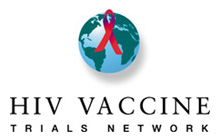 HIV VACCINE
TRIALS NETWORK